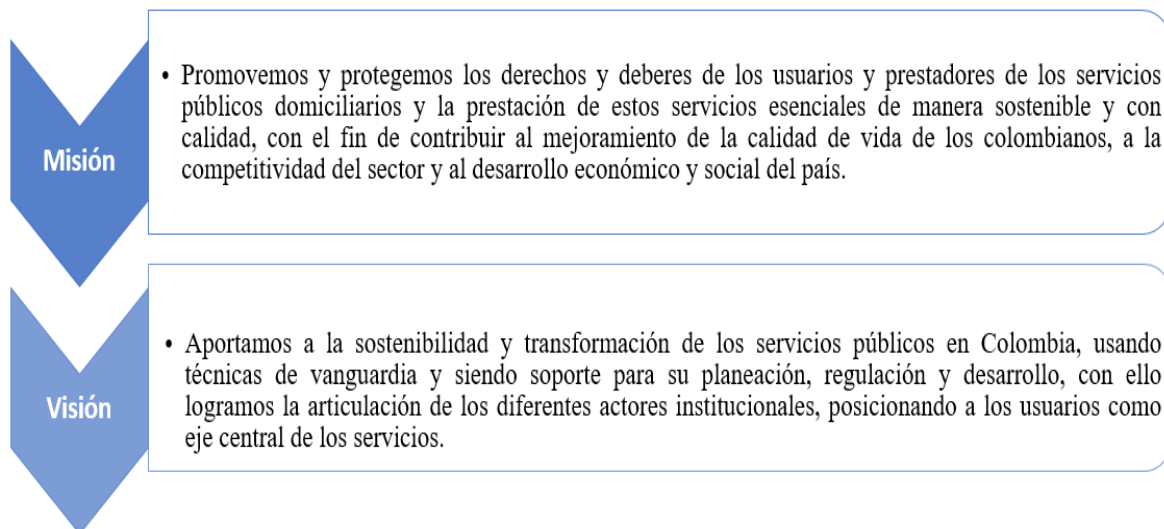 Misión
• Promovemos y protegemos los derechos y deberes de los usuarios y prestadores de los servicios
públicos domiciliarios y la prestación de estos servicios esenciales de manera sostenible y con
calidad, con el fin de contribuir al mejoramiento de la calidad de vida de los colombianos, a la
competitividad del sector y al desarrollo económico y social del país.
Visión
• Aportamos a la sostenibilidad y transformación de los servicios públicos en Colombia, usando
técnicas de vanguardia y siendo soporte para su planeación, regulación y desarrollo, con ello
logramos la articulación de los diferentes actores institucionales, posicionando a los usuarios como
eje central de los servicios.